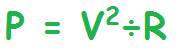 P = V²÷R